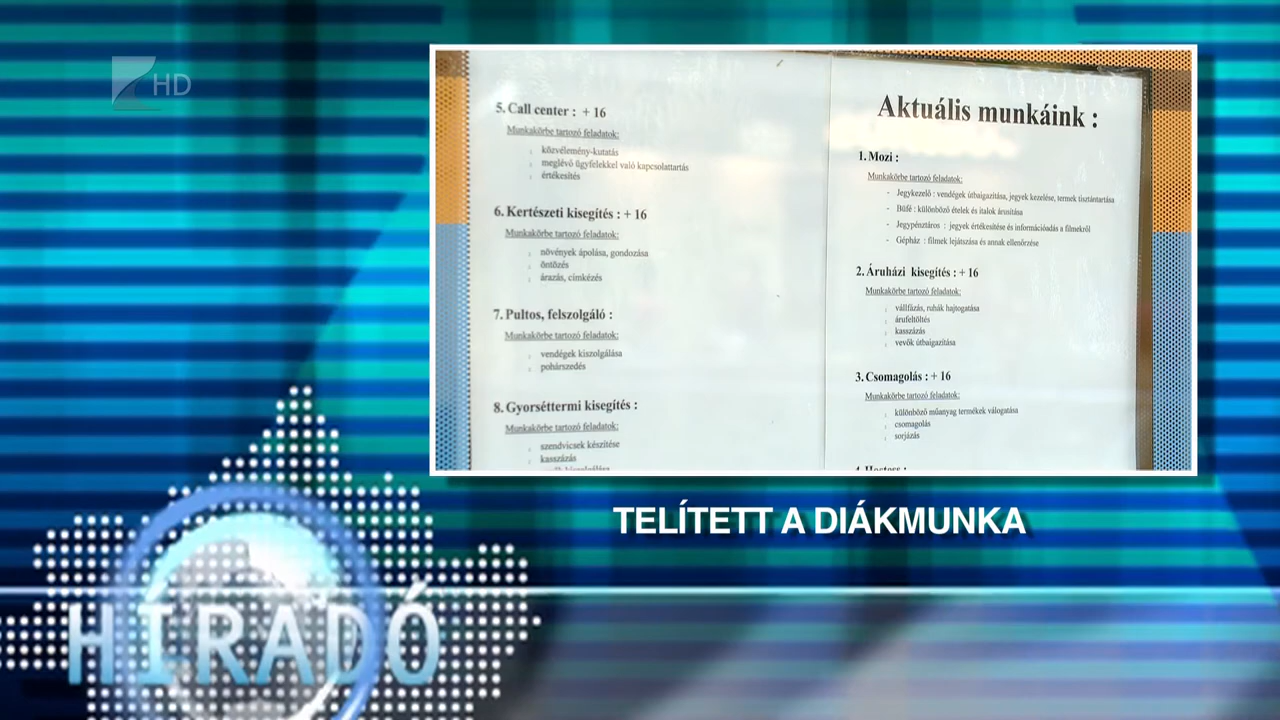 HD
5. Call center : + 16
Munkakörbe tartozó feladatok:
közvélemény-kutatás
meglévő ügyfelekkel való kapcsolattartás
értékesítés
6. Kertészeti kisegítés : + 16
Munkakörbe tartozó feladatok:
növények ápolása, gondozása
öntözés
árazás, címkézés
7. Pultos, felszolgáló :
Munkakörbe tartozó feladatok:
vendégek kiszolgálása
pohárszedés
8. Gyorséttermi kisegítés :
Munkakörbe tartozó feladatok:
szendvicsek készítése
kasszázás
Aktuális munkáink :
1. Mozi :
Munkakörbe tartozó feladatok:
- Jegykezelő : vendégek útbaigazítása, jegyek kezelése, termek tisztántartása
- Büfé : különböző ételek és italok árusítása
- Jegypénztáros : jegyek értékesítése és információadás a filmekről
- Gépház : filmek lejátszása és annak ellenőrzése
2. Áruházi kisegítés : + 16
Munkakörbe tartozó feladatok:
vállfázás, ruhák hajtogatása
árufeltöltés
kasszázás
vevők útbaigazítása
3. Csomagolás : + 16
Munkakörbe tartozó feladatok:
különböző műanyag termékek válogatása
csomagolás
sorjázás
TELÍTETT A DIÁKMUNKA
HÍRADÓ